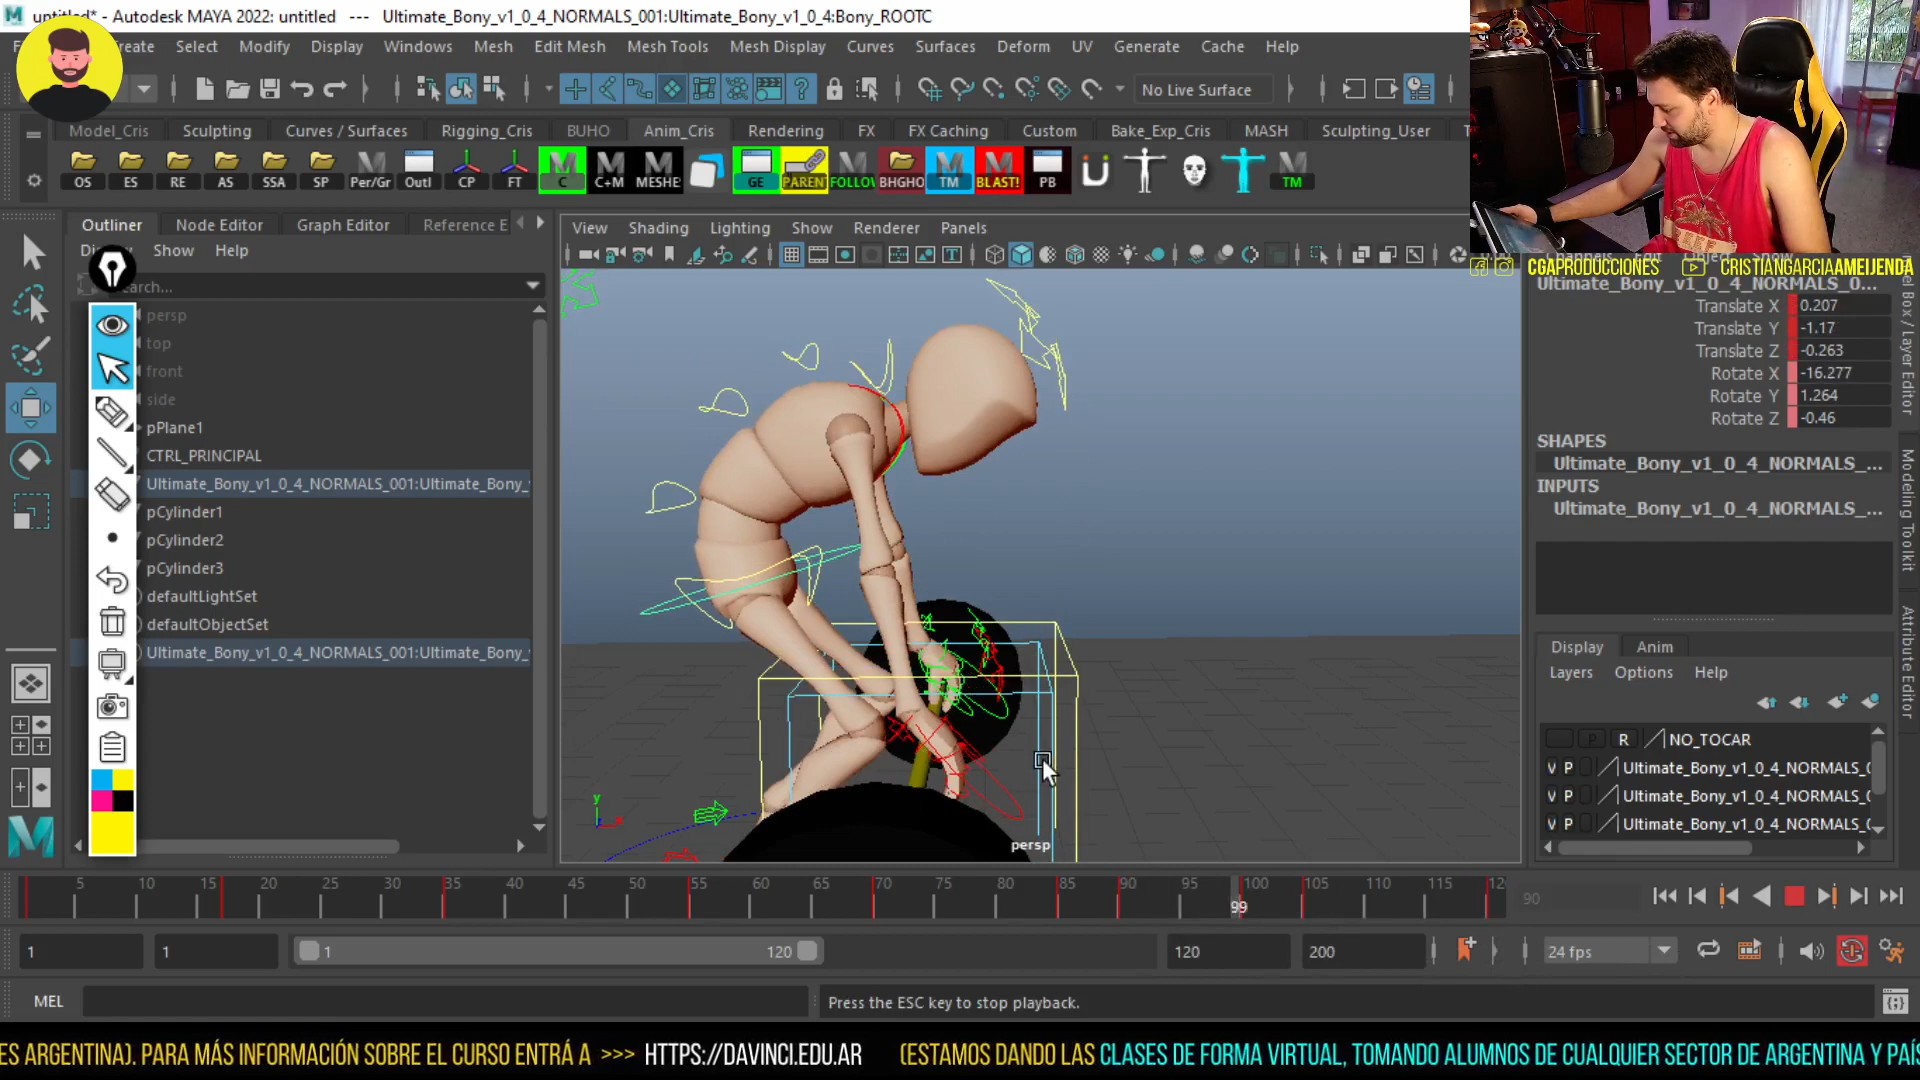 untitled* - Autodesk MAYA 2022: untitled --- Ultimate_Bony_v1_0_4_NORMALS_001:Ultimate_Bony_v1_0_4:Bony_ROOTC
Select Modify Display Windows Mesh Edit Mesh Mesh Tools Mesh Display Curves Surfaces Deform UV Generate Cache Help
No Live Surface
Model_Cris Sculpting Curves / Surfaces Rigging_Cris BUHO Anim_Cris Rendering FX FX Caching Custom Bake_Exp_Cris MASH Sculpting_User
OS ES RE AS SSA SP Per/Gr Outl CP FT C C+M MESHE GE PAREN FOLLO BHGHO TM BLAST! PB TM
Outliner Node Editor Graph Editor Reference E
Show Help
persp
top
front
side
pPlane1
CTRL_PRINCIPAL
Ultimate_Bony_v1_0_4_NORMALS_001:Ultimate_Bony_
pCylinder1
pCylinder2
pCylinder3
defaultLightSet
defaultObjectSet
Ultimate_Bony_v1_0_4_NORMALS_001:Ultimate_Bony_
View Shading Lighting Show Renderer Panels
persp
y
CGAPRODUCCIONES CRISTIANGARCIAAMEIJENDA
Ultimate_Bony_v1_0_4_NORMALS_0...
Translate X 0.207
Translate Y -1.17
Translate Z -0.263
Rotate X -16.277
Rotate Y 1.264
Rotate Z -0.46
SHAPES
Ultimate_Bony_v1_0_4_NORMALS_...
INPUTS
Ultimate_Bony_v1_0_4_NORMALS_...
Display Anim
Layers Options Help
R NO_TOCAR
V P Ultimate_Bony_v1_0_4_NORMALS_0
V P Ultimate_Bony_v1_0_4_NORMALS_0
V P Ultimate_Bony_v1_0_4_NORMALS_0
Modeling Toolkit
Attribute Editor
5 10 15 20 25 30 35 40 45 50 55 60 65 70 75 80 85 90 95 100 105 110 115 12
99
90
1 1 1 120 120 200 24 fps
MEL Press the ESC key to stop playback.
ES ARGENTINA). PARA MÁS INFORMACIÓN SOBRE EL CURSO ENTRÁ A >>> HTTPS://DAVINCI.EDU.AR (ESTAMOS DANDO LAS CLASES DE FORMA VIRTUAL, TOMANDO ALUMNOS DE CUALQUIER SECTOR DE ARGENTINA Y PAÍS